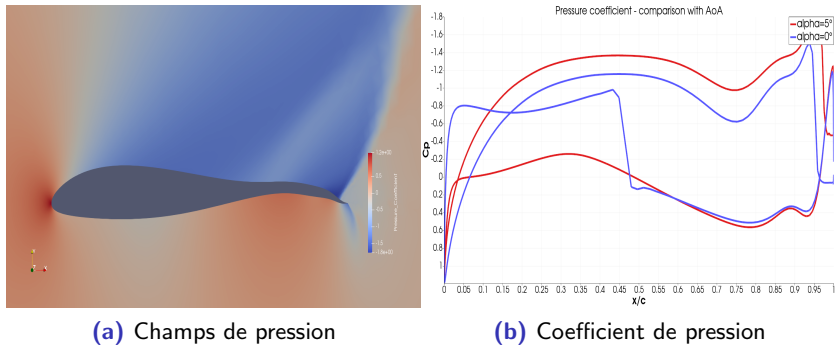 Pressure coefficient - comparison with AoA
alpha=5°
alpha=0°
-1.8
-1.6
-1.4
-1.2
-1
-0.8
-0.6
-0.4
-0.2
0
0.2
0.4
0.6
0.8
1
Cp
0 0.05 0.1 0.15 0.2 0.25 0.3 0.35 0.4 0.45 0.5 0.55 0.6 0.65 0.7 0.75 0.8 0.85 0.9 0.95 1
x/c
Pressure_Coefficient
0
(a) Champs de pression
(b) Coefficient de pression